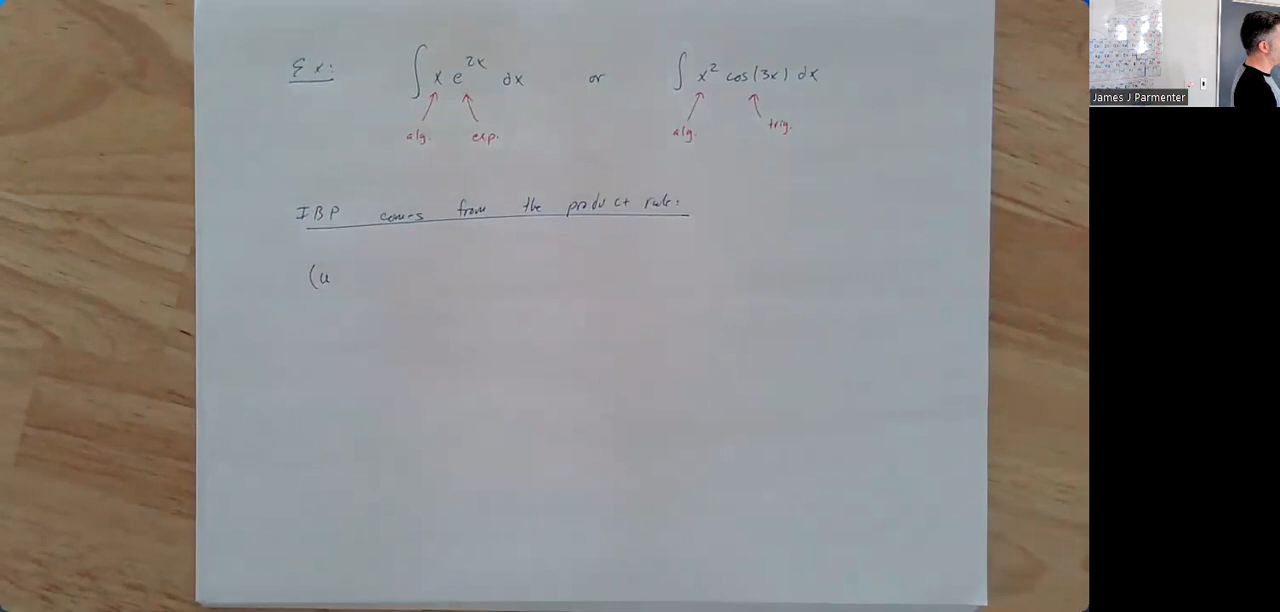 Ex: ∫ x e^{2x} dx or ∫ x² cos(3x) dx
alg. exp. alg. trig.
IBP comes from the product rule:
(u
James J Parmenter